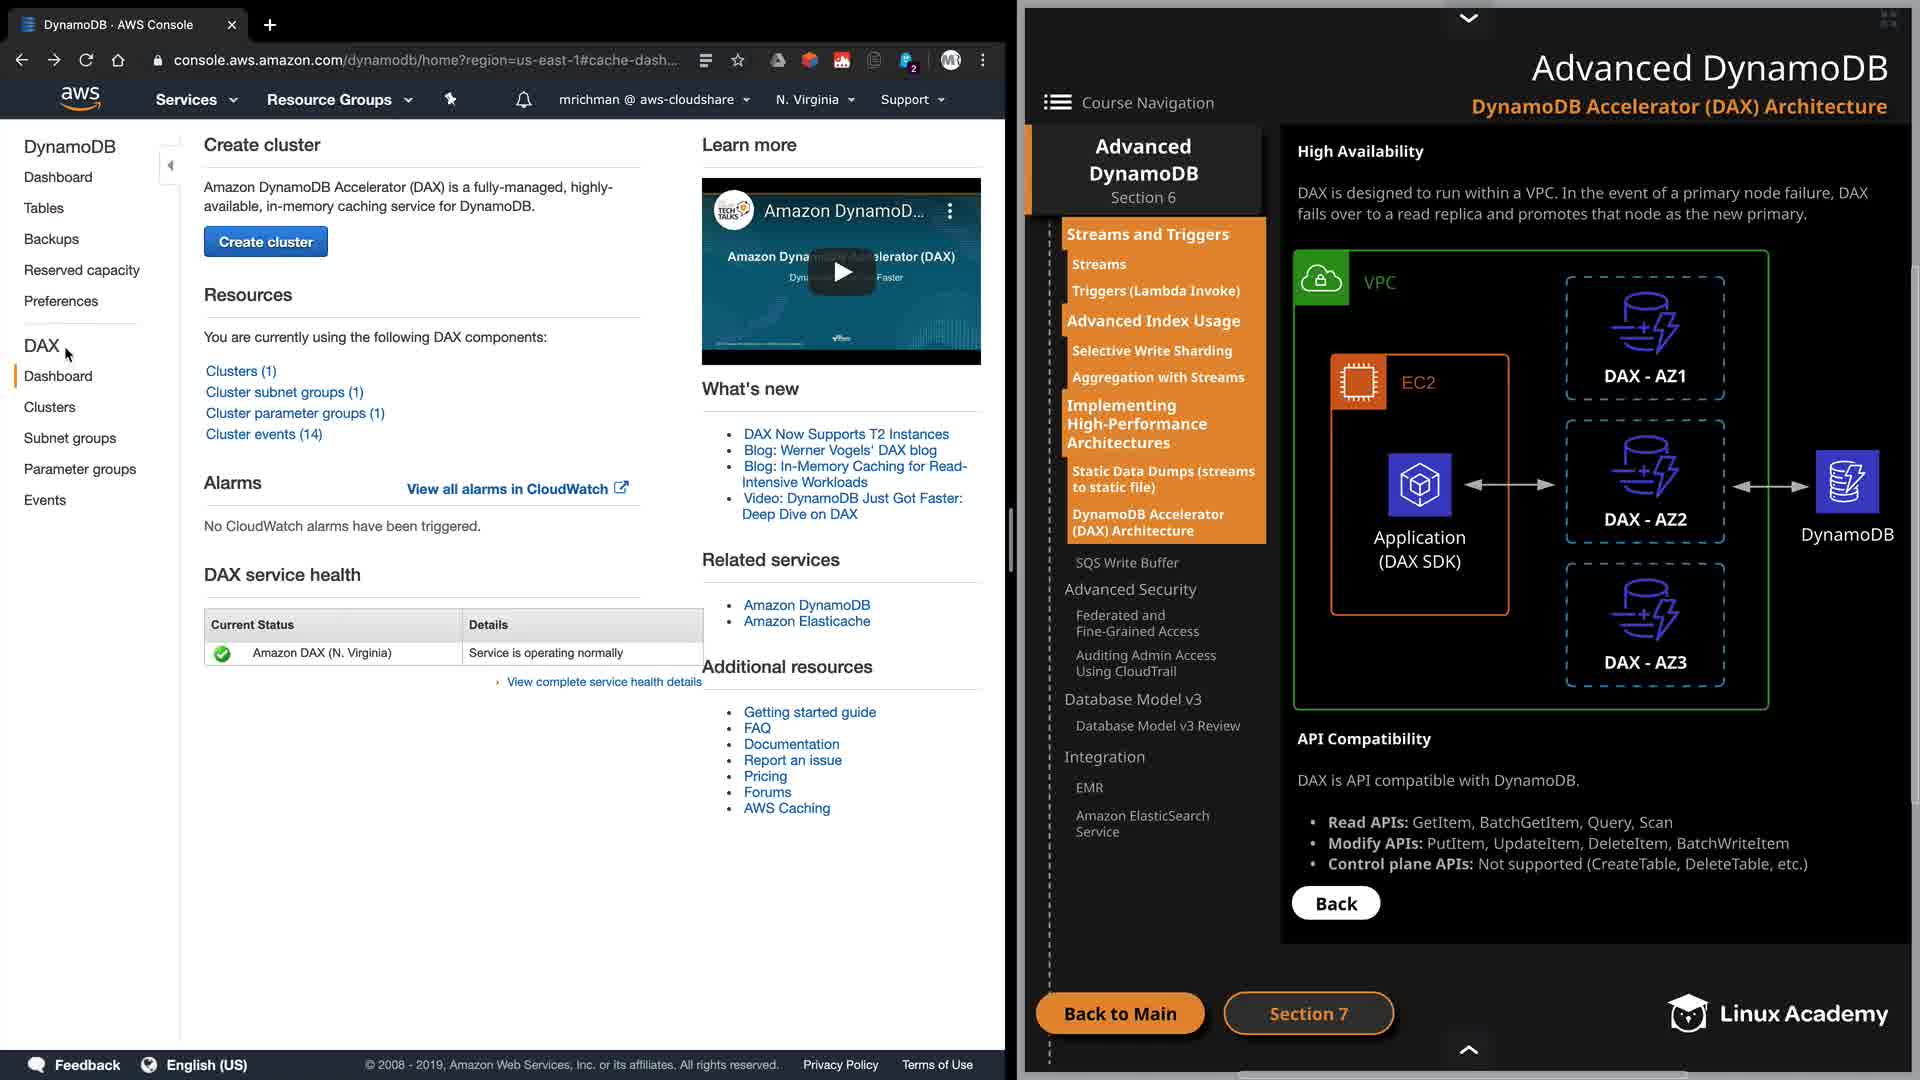 DynamoDB · AWS Console
console.aws.amazon.com/dynamodb/home?region=us-east-1#cache-dash...
2
aws
Services
Resource Groups
mrichman @ aws-cloudshare
N. Virginia
Support
DynamoDB
Dashboard
Tables
Backups
Reserved capacity
Preferences
DAX
Dashboard
Clusters
Subnet groups
Parameter groups
Events
Create cluster
Amazon DynamoDB Accelerator (DAX) is a fully-managed, highly-
available, in-memory caching service for DynamoDB.
Create cluster
Resources
You are currently using the following DAX components:
Clusters (1)
Cluster subnet groups (1)
Cluster parameter groups (1)
Cluster events (14)
Alarms
View all alarms in CloudWatch
No CloudWatch alarms have been triggered.
DAX service health
Current Status
Details
Amazon DAX (N. Virginia)
Service is operating normally
View complete service health details
Learn more
TECH
TALKS
Amazon DynamoD...
What's new
DAX Now Supports T2 Instances
Blog: Werner Vogels' DAX blog
Blog: In-Memory Caching for Read-
Intensive Workloads
Video: DynamoDB Just Got Faster:
Deep Dive on DAX
Related services
Amazon DynamoDB
Amazon Elasticache
Additional resources
Getting started guide
FAQ
Documentation
Report an issue
Pricing
Forums
AWS Caching
Feedback
English (US)
© 2008 - 2019, Amazon Web Services, Inc. or its affiliates. All rights reserved.
Privacy Policy
Terms of Use
Advanced DynamoDB
DynamoDB Accelerator (DAX) Architecture
Course Navigation
Advanced
DynamoDB
Section 6
Streams and Triggers
Streams
Triggers (Lambda Invoke)
Advanced Index Usage
Selective Write Sharding
Aggregation with Streams
Implementing
High-Performance
Architectures
Static Data Dumps (streams
to static file)
DynamoDB Accelerator
(DAX) Architecture
SQS Write Buffer
Advanced Security
Federated and
Fine-Grained Access
Auditing Admin Access
Using CloudTrail
Database Model v3
Database Model v3 Review
Integration
EMR
Amazon ElasticSearch
Service
High Availability
DAX is designed to run within a VPC. In the event of a primary node failure, DAX
fails over to a read replica and promotes that node as the new primary.
VPC
EC2
Application
(DAX SDK)
DAX - AZ1
DAX - AZ2
DAX - AZ3
DynamoDB
API Compatibility
DAX is API compatible with DynamoDB.
Read APIs: GetItem, BatchGetItem, Query, Scan
Modify APIs: PutItem, UpdateItem, DeleteItem, BatchWriteItem
Control plane APIs: Not supported (CreateTable, DeleteTable, etc.)
Back
Back to Main
Section 7
Linux Academy